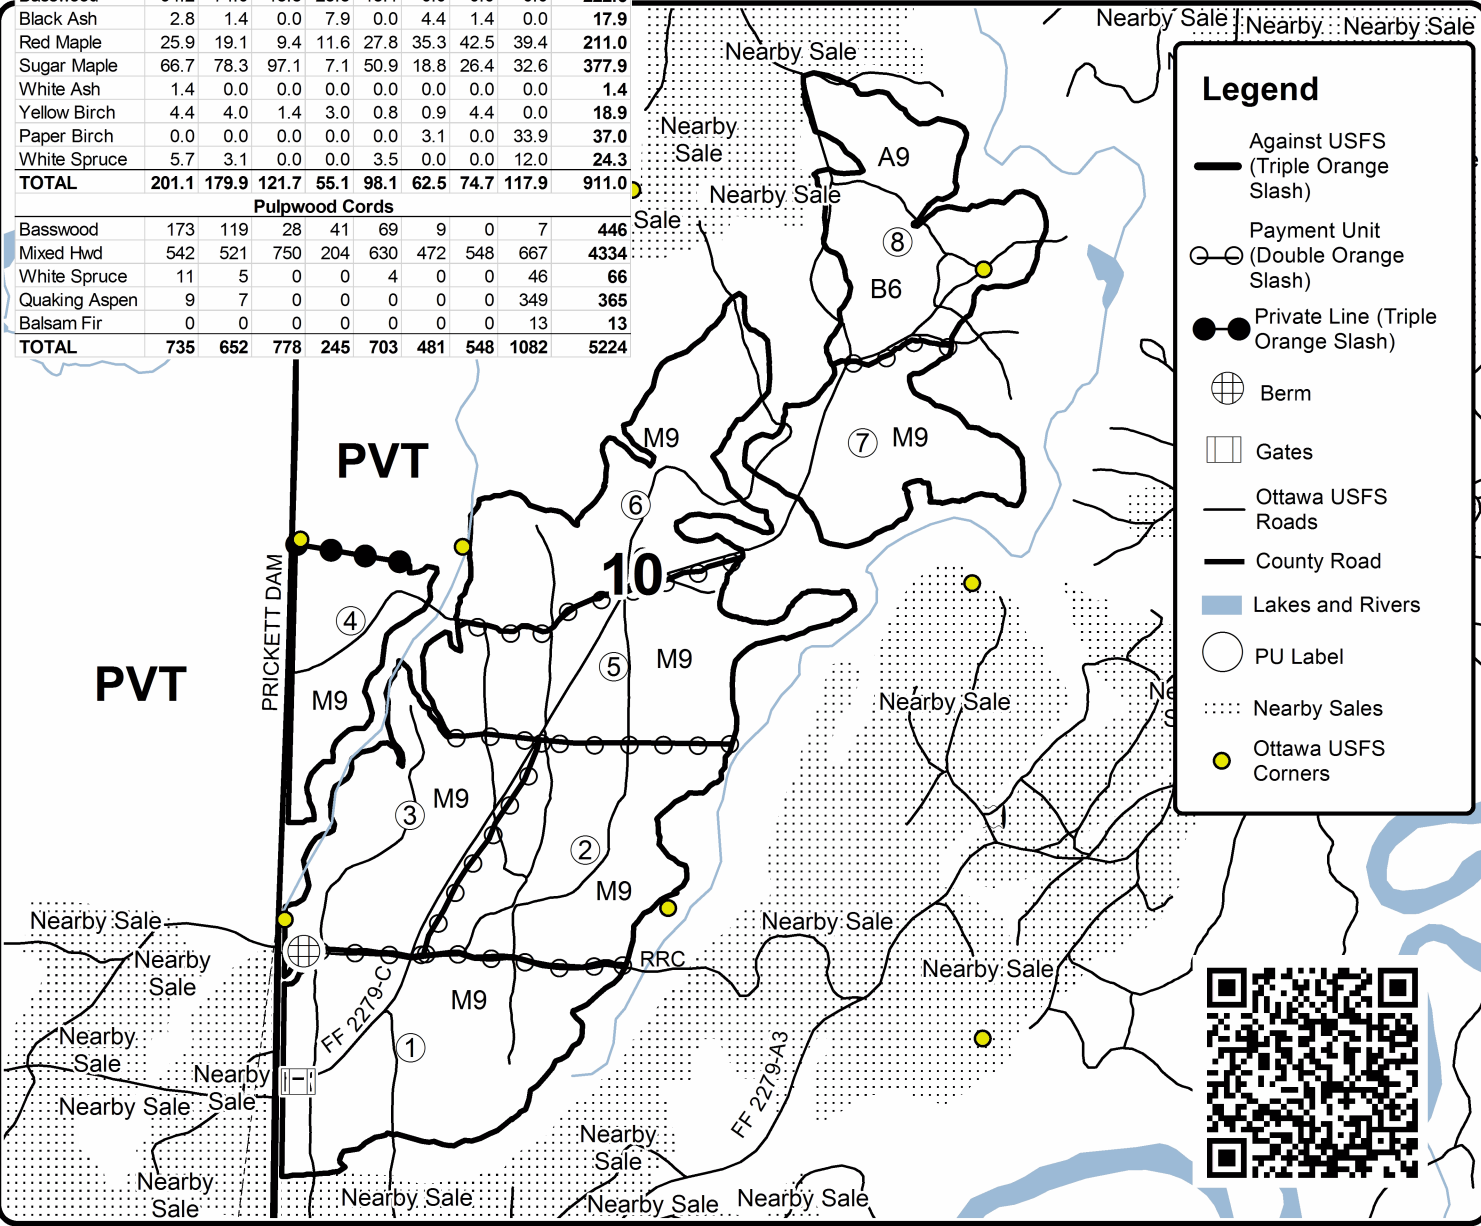 Black Ash 2.8 1.4 0.0 7.9 0.0 4.4 1.4 0.0 17.9
Red Maple 25.9 19.1 9.4 11.6 27.8 35.3 42.5 39.4 211.0
Sugar Maple 66.7 78.3 97.1 7.1 50.9 18.8 26.4 32.6 377.9
White Ash 1.4 0.0 0.0 0.0 0.0 0.0 0.0 0.0 1.4
Yellow Birch 4.4 4.0 1.4 3.0 0.8 0.9 4.4 0.0 18.9
Paper Birch 0.0 0.0 0.0 0.0 0.0 3.1 0.0 33.9 37.0
White Spruce 5.7 3.1 0.0 0.0 3.5 0.0 0.0 12.0 24.3
TOTAL 201.1 179.9 121.7 55.1 98.1 62.5 74.7 117.9 911.0
Pulpwood Cords
Basswood 173 119 28 41 69 9 0 7 446
Mixed Hwd 542 521 750 204 630 472 548 667 4334
White Spruce 11 5 0 0 4 0 0 46 66
Quaking Aspen 9 7 0 0 0 0 0 349 365
Balsam Fir 0 0 0 0 0 0 0 13 13
TOTAL 735 652 778 245 703 481 548 1082 5224
Nearby Sale
Nearby Sale
Nearby
Nearby Sale
Nearby
Sale
Nearby Sale
Sale
A9
8
B6
Legend
Against USFS
(Triple Orange
Slash)
Payment Unit
(Double Orange
Slash)
Private Line (Triple
Orange Slash)
Berm
Gates
Ottawa USFS
Roads
County Road
Lakes and Rivers
PU Label
Nearby Sales
Ottawa USFS
Corners
PVT
M9
7
M9
6
10
PRICKETT DAM
4
PVT
M9
5
M9
Nearby Sale
3
M9
2
M9
Nearby Sale
Nearby
Sale
Nearby Sale
RRC
Nearby Sale
M9
FF 2279-C
1
Nearby
Sale
Nearby
Sale
Nearby Sale
FF 2279-A3
Nearby
Sale
Nearby
Sale
Nearby Sale
Nearby Sale
Nearby Sale